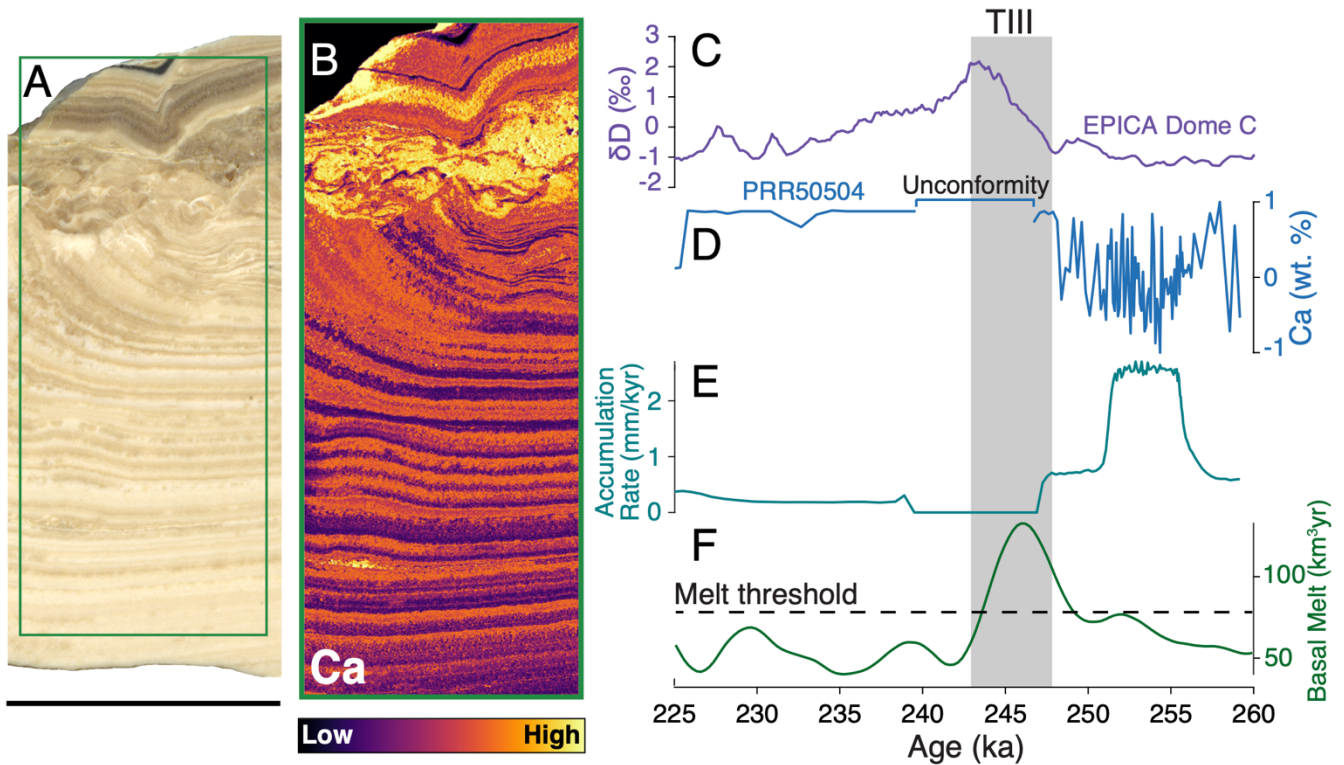 A
B
Ca
Low High
TIII
C
3
2
1
0
-1
-2
δD (‰)
EPICA Dome C
PRR50504
Unconformity
D
1
0
-1
Ca (wt. %)
E
2
1
0
Accumulation
Rate (mm/kyr)
F
Melt threshold
100
50
Basal Melt (km³yr)
225 230 235 240 245 250 255 260
Age (ka)